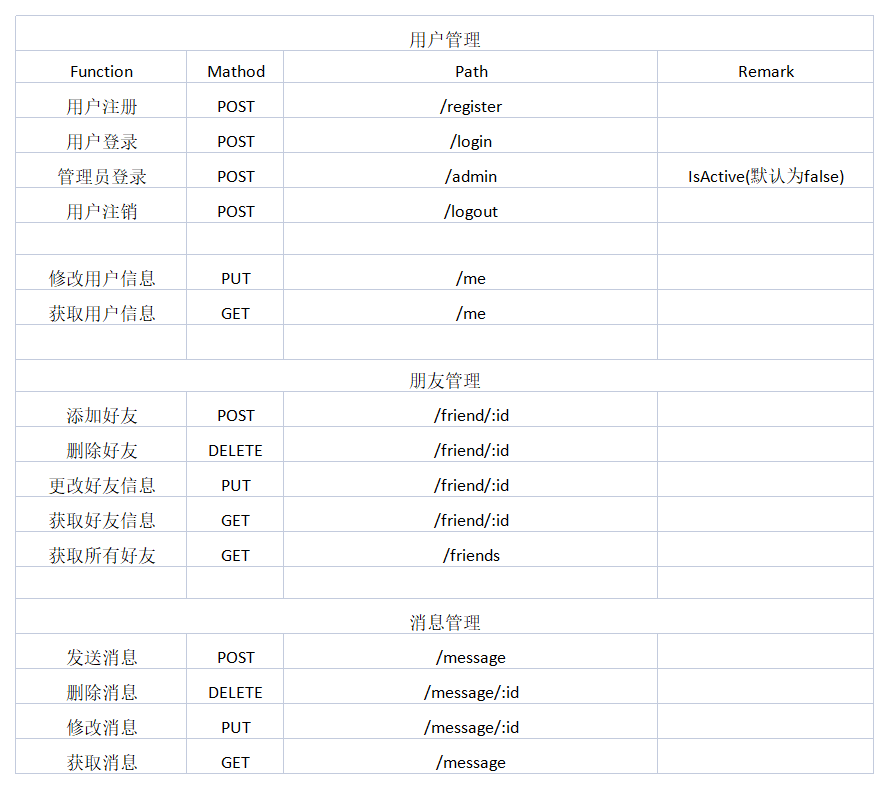 用户管理
Function Mathod Path Remark
用户注册 POST /register
用户登录 POST /login
管理员登录 POST /admin IsActive(默认为false)
用户注销 POST /logout
修改用户信息 PUT /me
获取用户信息 GET /me
朋友管理
添加好友 POST /friend/:id
删除好友 DELETE /friend/:id
更改好友信息 PUT /friend/:id
获取好友信息 GET /friend/:id
获取所有好友 GET /friends
消息管理
发送消息 POST /message
删除消息 DELETE /message/:id
修改消息 PUT /message/:id
获取消息 GET /message